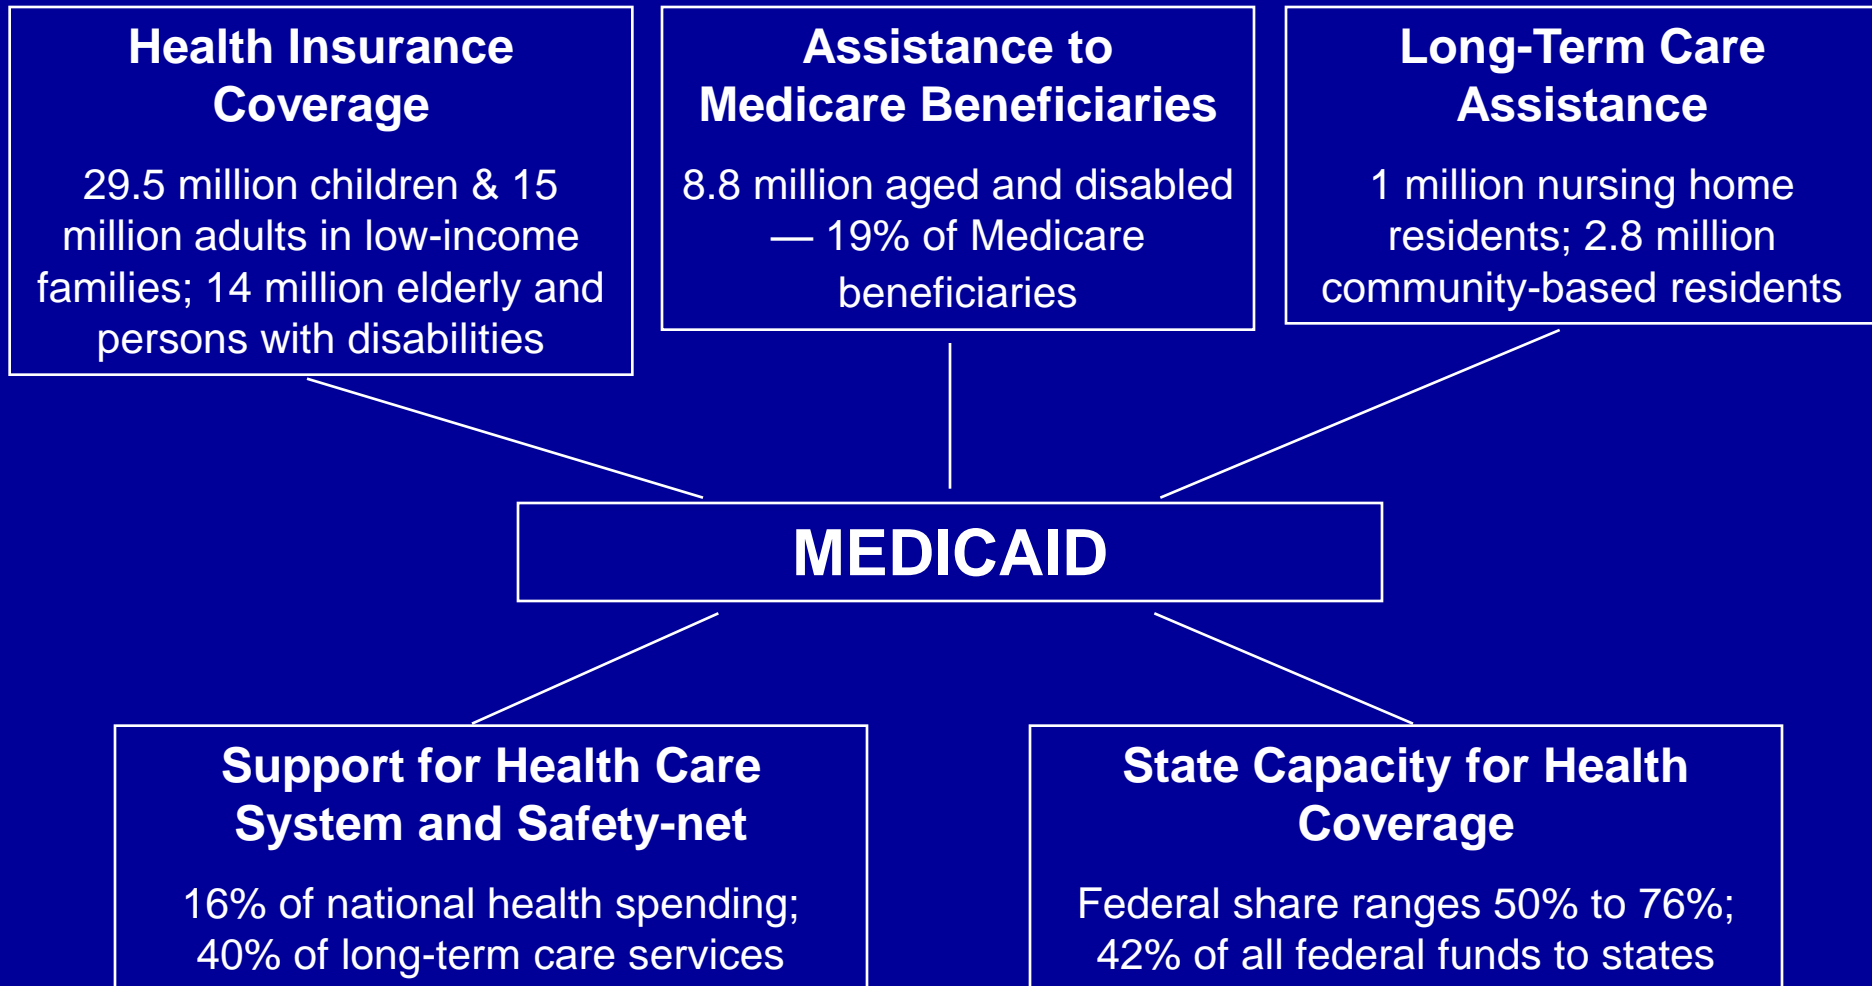 Health Insurance
Coverage
29.5 million children & 15
million adults in low-income
families; 14 million elderly and
persons with disabilities
Assistance to
Medicare Beneficiaries
8.8 million aged and disabled
— 19% of Medicare
beneficiaries
Long-Term Care
Assistance
1 million nursing home
residents; 2.8 million
community-based residents
MEDICAID
Support for Health Care
System and Safety-net
16% of national health spending;
40% of long-term care services
State Capacity for Health
Coverage
Federal share ranges 50% to 76%;
42% of all federal funds to states